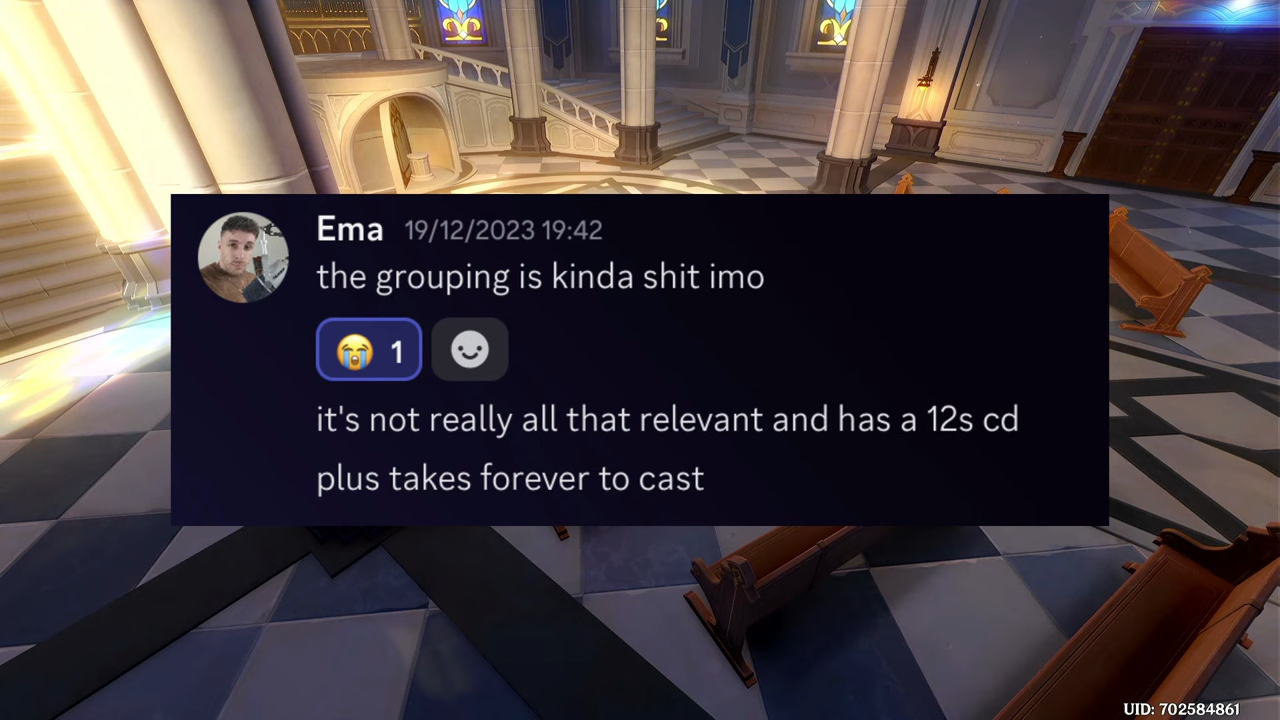 Ema 19/12/2023 19:42
the grouping is kinda shit imo
😭 1
it's not really all that relevant and has a 12s cd
plus takes forever to cast
UID: 702584861